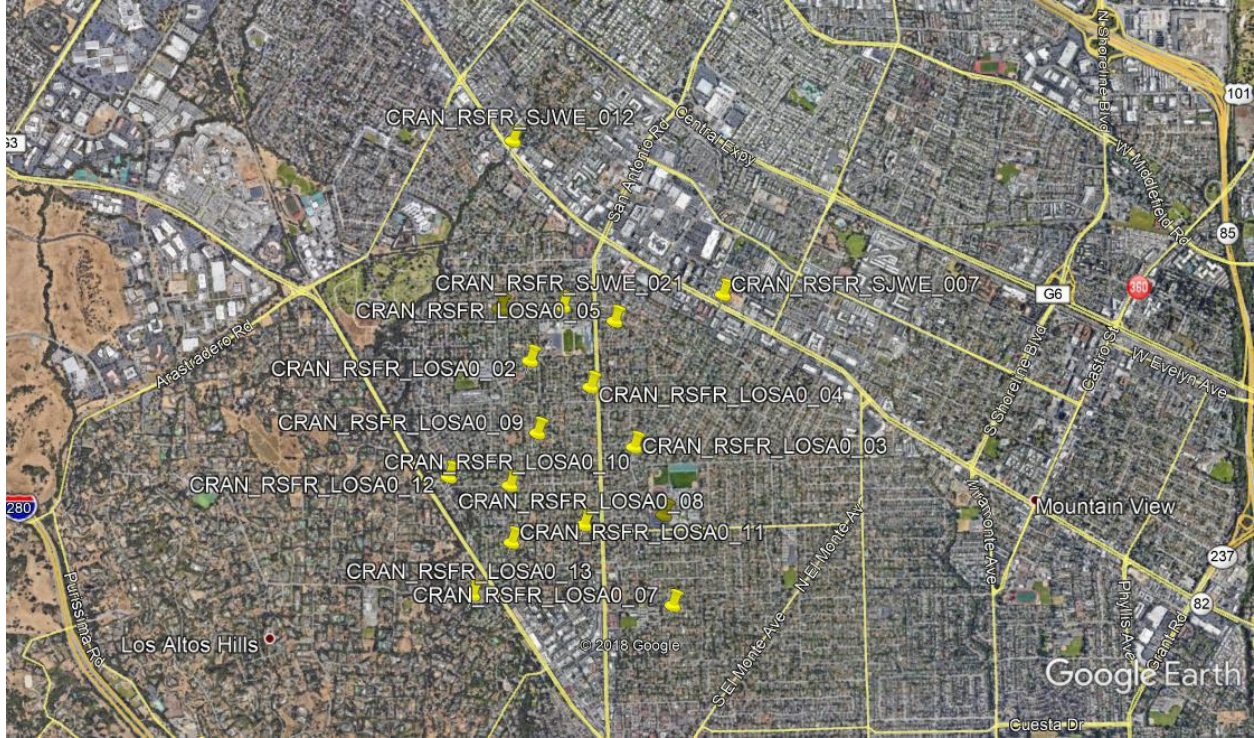 N Shoreline Blvd
101
CRAN_RSFR_SJWE_012
Central Expy
San Antonio Rd
W Middlefield Rd
85
CRAN_RSFR_SJWE_021
CRAN_RSFR_SJWE_007
360
G6
CRAN_RSFR_LOSA0_05
Arastradero Rd
CRAN_RSFR_LOSA0_02
W Evelyn Ave
Castro St
S Shoreline Blvd
CRAN_RSFR_LOSA0_04
CRAN_RSFR_LOSA0_09
CRAN_RSFR_LOSA0_03
CRAN_RSFR_LOSA0_10
CRAN_RSFR_LOSA0_12
CRAN_RSFR_LOSA0_08
280
Mountain View
Miramonte Ave
CRAN_RSFR_LOSA0_11
N El Monte Ave
237
CRAN_RSFR_LOSA0_13
CRAN_RSFR_LOSA0_07
82
Purissima Rd
Phyllis Ave
Grant Rd
Los Altos Hills
© 2018 Google
S El Monte Ave
Google Earth
Cuesta Dr